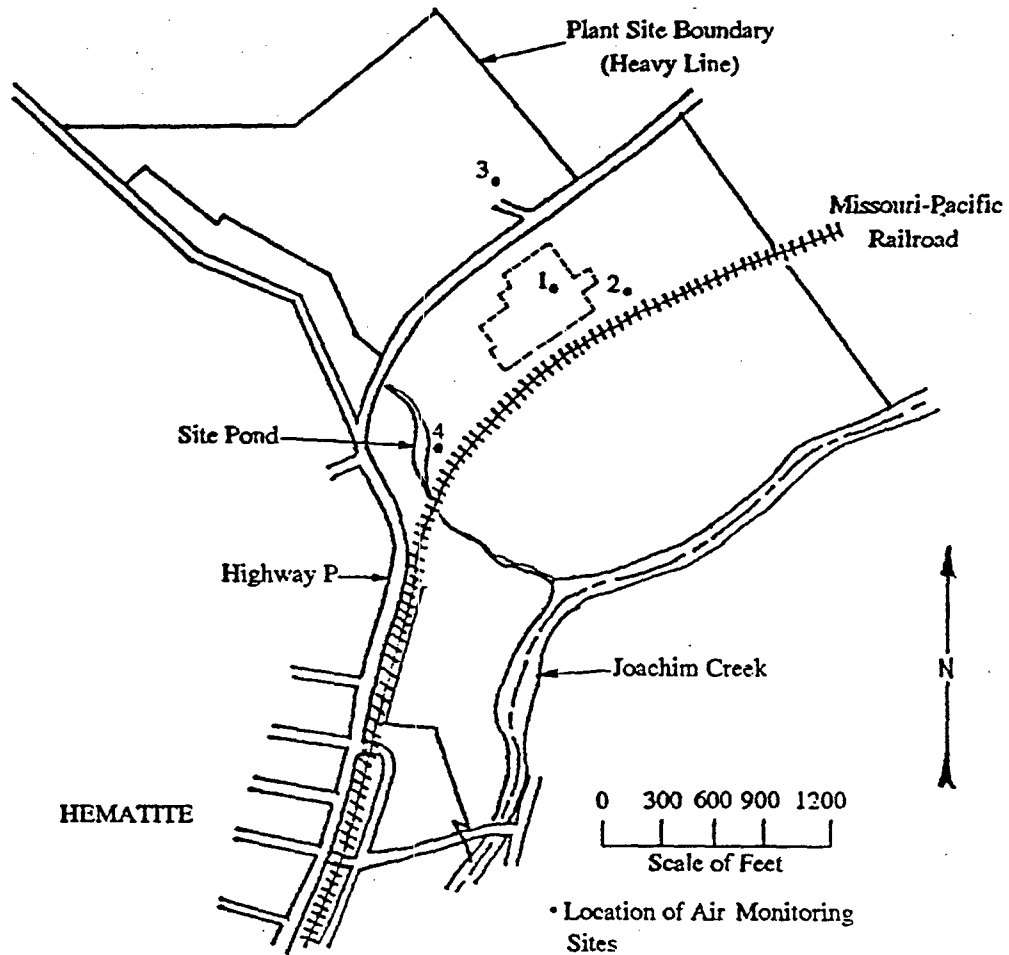 Plant Site Boundary
(Heavy Line)
3
Missouri-Pacific
Railroad
1
2
Site Pond
4
Highway P
N
Joachim Creek
HEMATITE
0 300 600 900 1200
Scale of Feet
• Location of Air Monitoring
Sites